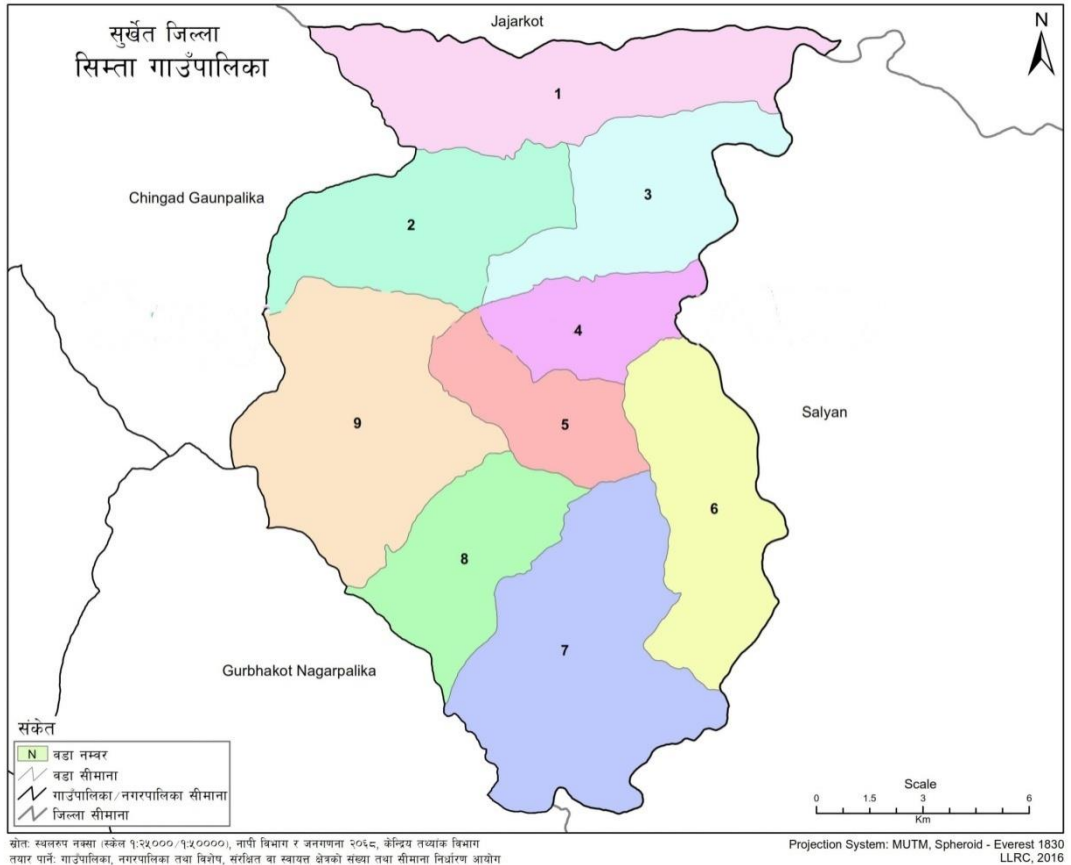 सुर्खेत जिल्ला
सिम्ता गाउँपालिका
Jajarkot
N
1
Chingad Gaunpalika
3
2
4
Salyan
9
5
6
8
7
Gurbhakot Nagarpalika
संकेत
N वडा नम्बर
वडा सीमाना
गाउँपालिका/नगरपालिका सीमाना
जिल्ला सीमाना
Scale
0 1.5 3 6
Km
स्रोतः स्थलरुप नक्सा (स्केल १:२५००० ⁄ १:५००००), नापी विभाग र जनगणना २०६८, केन्द्रिय तथ्यांक विभाग
तयार पार्नेः गाउँपालिका, नगरपालिका तथा विशेष, संरक्षित वा स्वायत्त क्षेत्रको संख्या तथा सीमाना निर्धारण आयोग
Projection System: MUTM, Spheroid - Everest 1830
LLRC, 2016